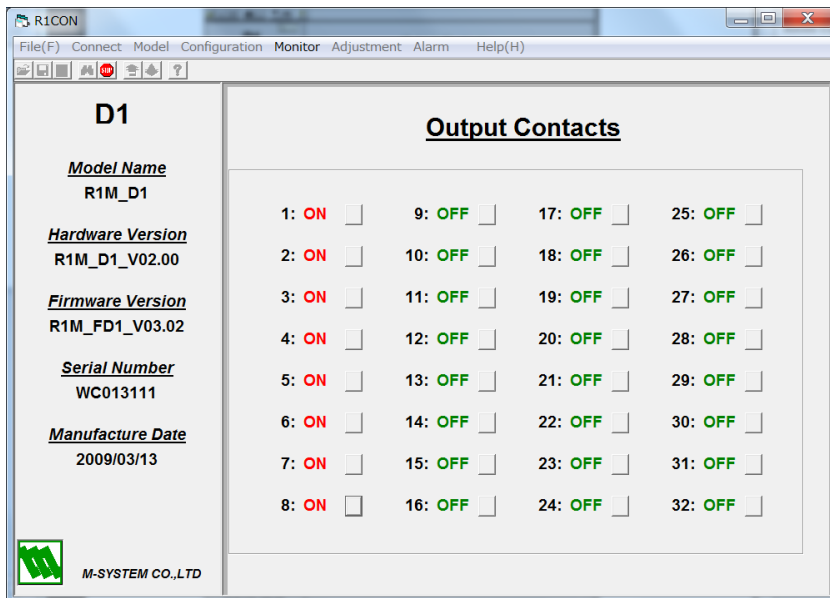 R1CON
File(F) Connect Model Configuration Monitor Adjustment Alarm Help(H)
STOP ?
D1
Model Name
R1M_D1
Hardware Version
R1M_D1_V02.00
Firmware Version
R1M_FD1_V03.02
Serial Number
WC013111
Manufacture Date
2009/03/13
M-SYSTEM CO.,LTD
Output Contacts
1: ON 9: OFF 17: OFF 25: OFF
2: ON 10: OFF 18: OFF 26: OFF
3: ON 11: OFF 19: OFF 27: OFF
4: ON 12: OFF 20: OFF 28: OFF
5: ON 13: OFF 21: OFF 29: OFF
6: ON 14: OFF 22: OFF 30: OFF
7: ON 15: OFF 23: OFF 31: OFF
8: ON 16: OFF 24: OFF 32: OFF